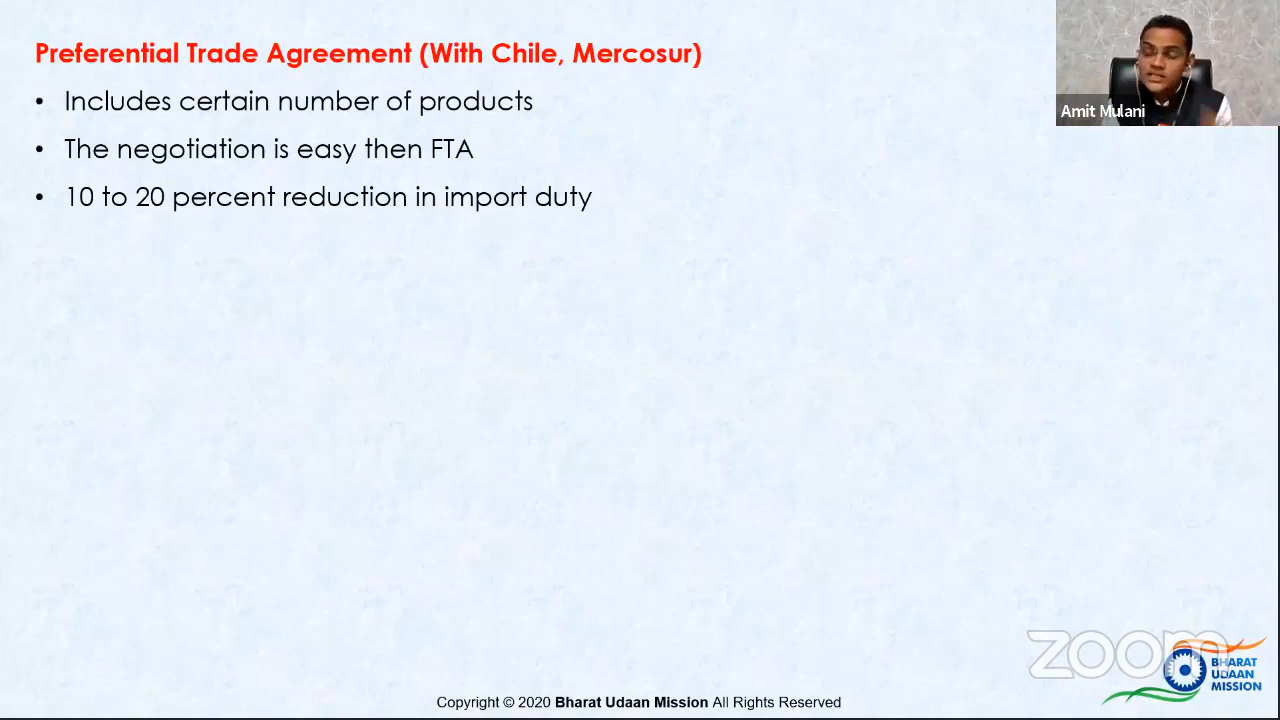 Preferential Trade Agreement (With Chile, Mercosur)
• Includes certain number of products
• The negotiation is easy then FTA
• 10 to 20 percent reduction in import duty
Amit Mulani
zoom
BHARAT
UDAAN
MISSION
Copyright © 2020 Bharat Udaan Mission All Rights Reserved